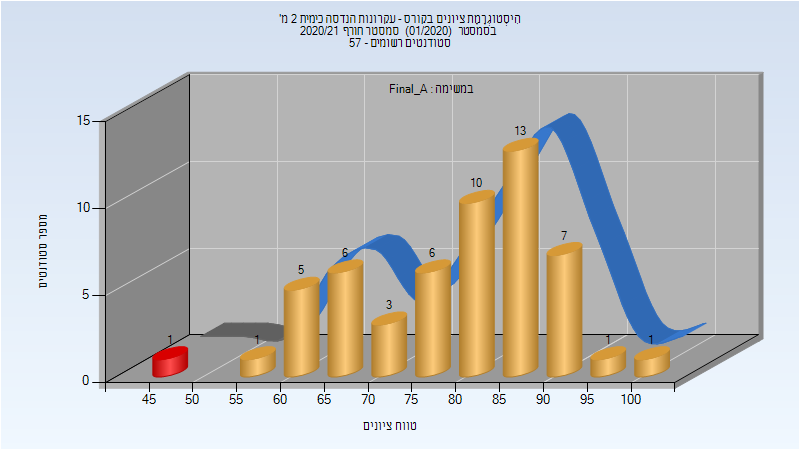 היסטוגרמת ציונים בקורס - עקרונות הנדסה כימית 2 מ'
בסמסטר (01/2020) סמסטר חורף 2020/21
סטודנטים רשומים - 57
במשימה : Final_A
מספר סטודנטים
15
10
5
0
1
1
5
6
3
6
10
13
7
1
1
45 50 55 60 65 70 75 80 85 90 95 100
טווח ציונים